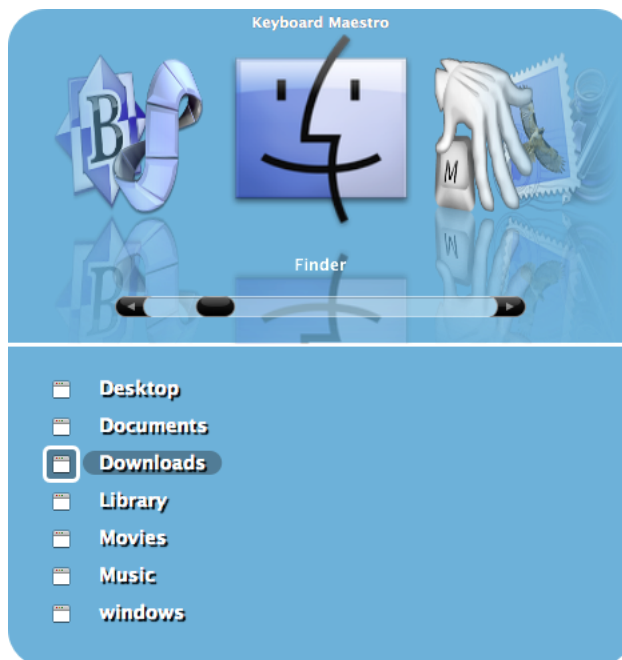 Keyboard Maestro
B
M
Finder
Desktop
Documents
Downloads
Library
Movies
Music
windows